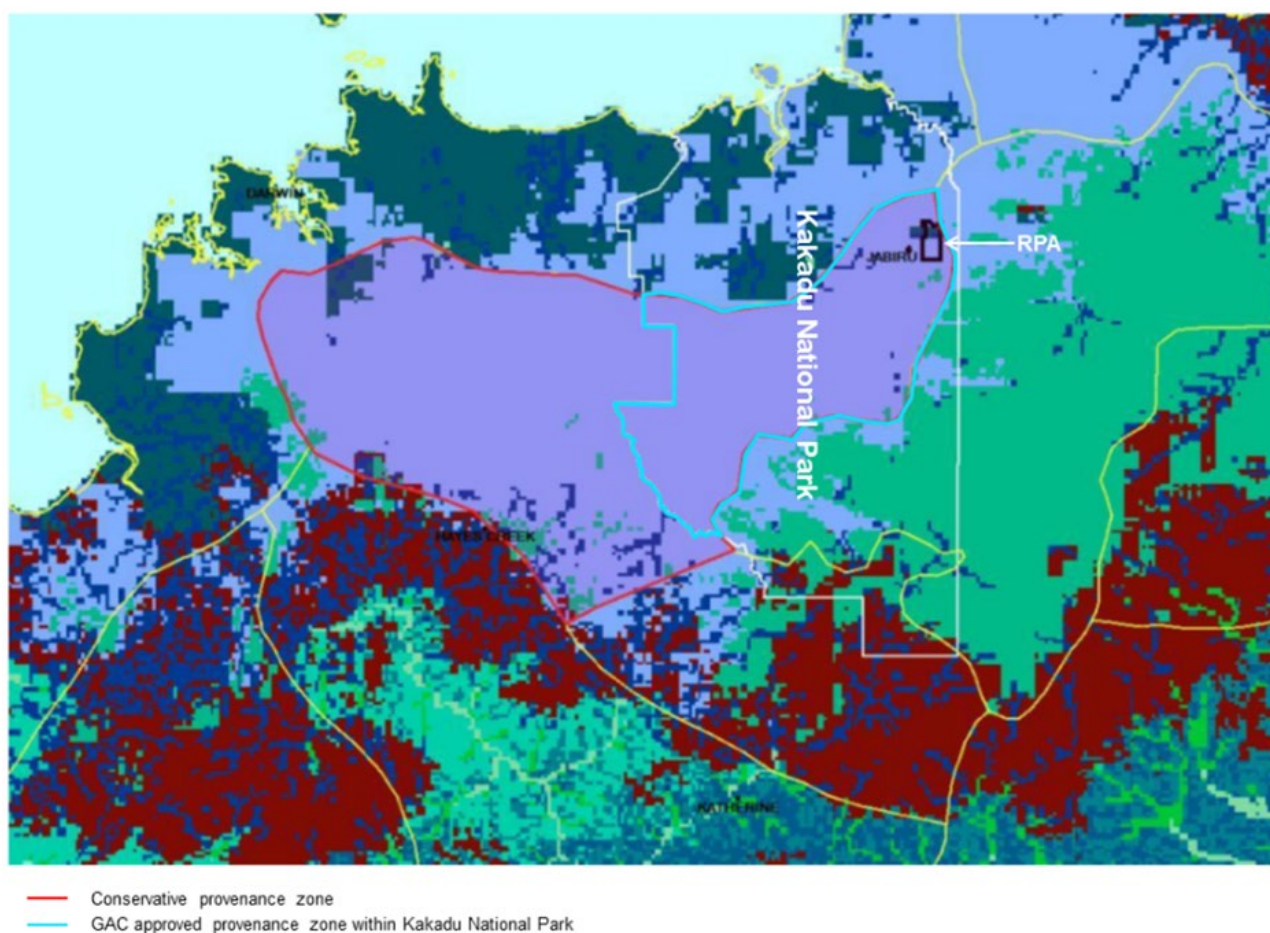 DARWIN
Kakadu National Park
RPA
JABIRU
HAYES CREEK
KATHERINE
Conservative provenance zone
GAC approved provenance zone within Kakadu National Park